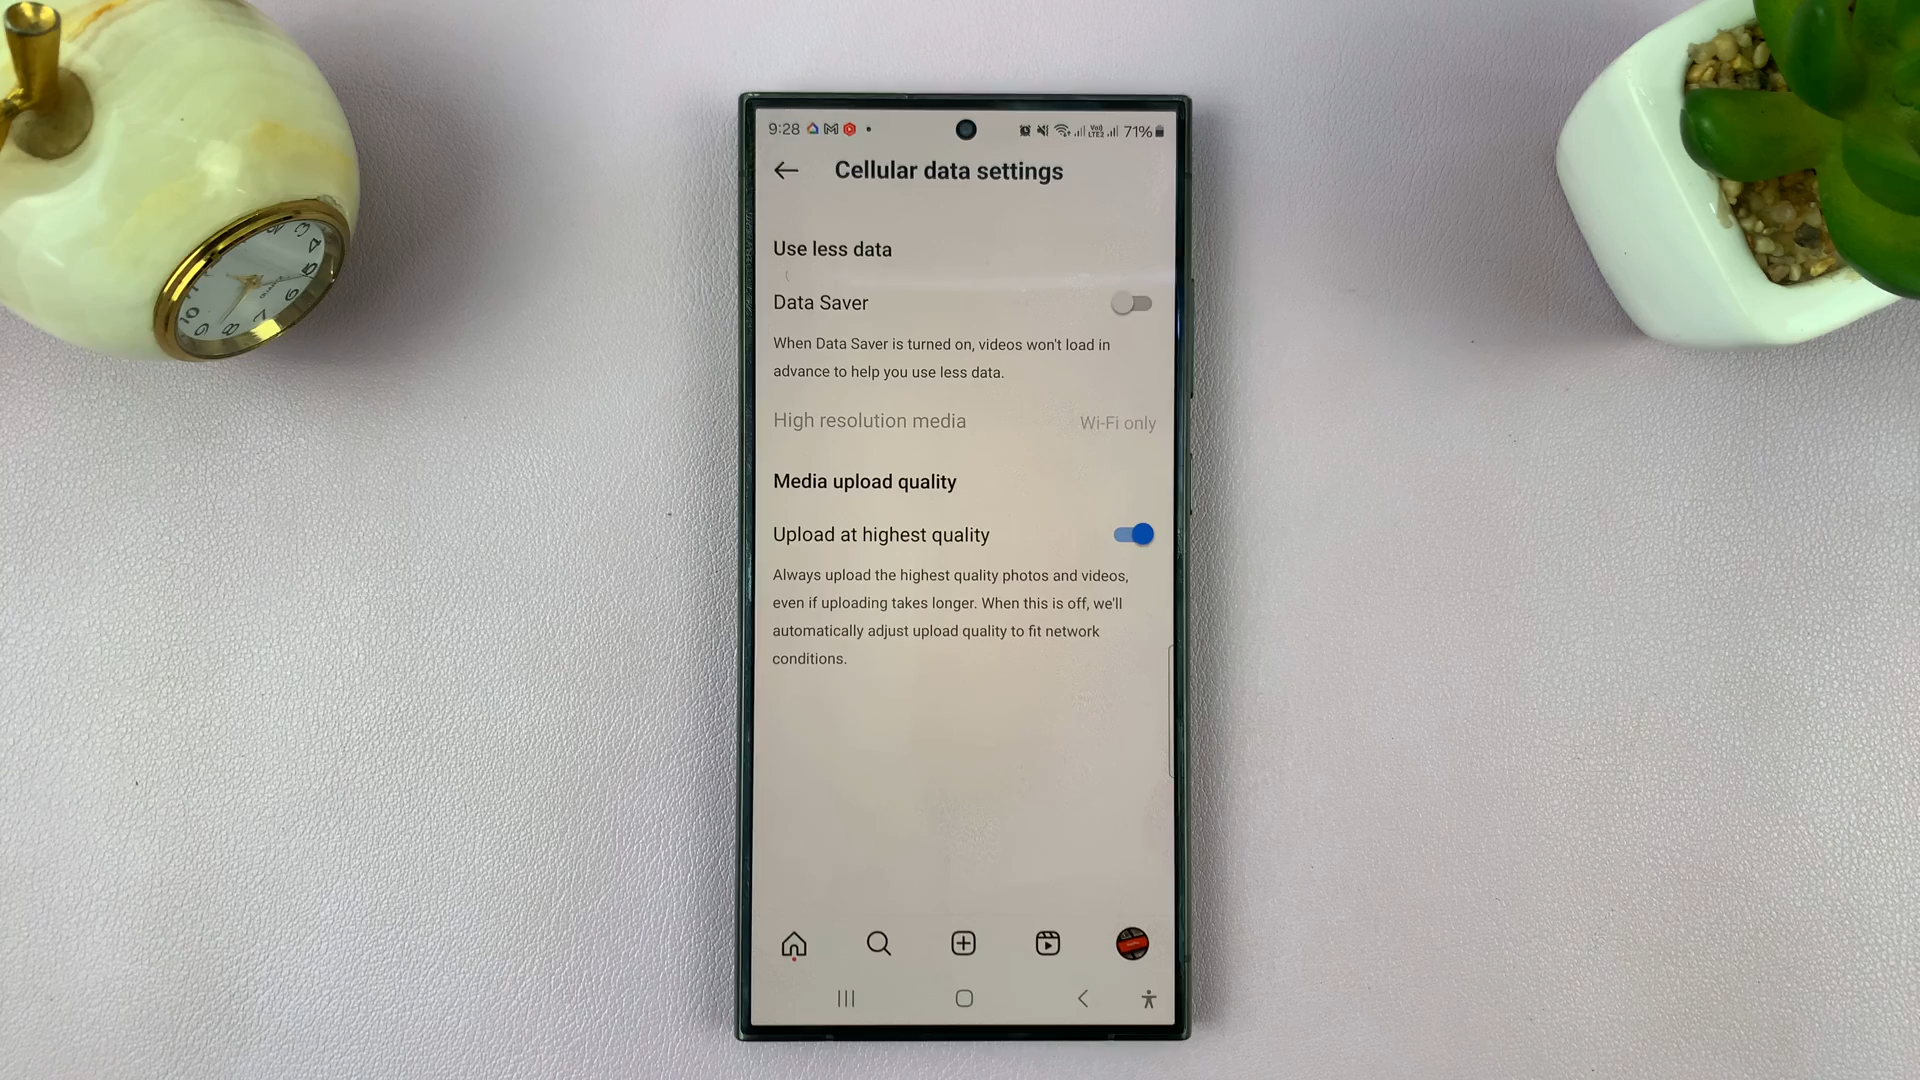 9:28 71%
Cellular data settings
Use less data
Data Saver
When Data Saver is turned on, videos won't load in
advance to help you use less data.
High resolution media Wi-Fi only
Media upload quality
Upload at highest quality
Always upload the highest quality photos and videos,
even if uploading takes longer. When this is off, we'll
automatically adjust upload quality to fit network
conditions.